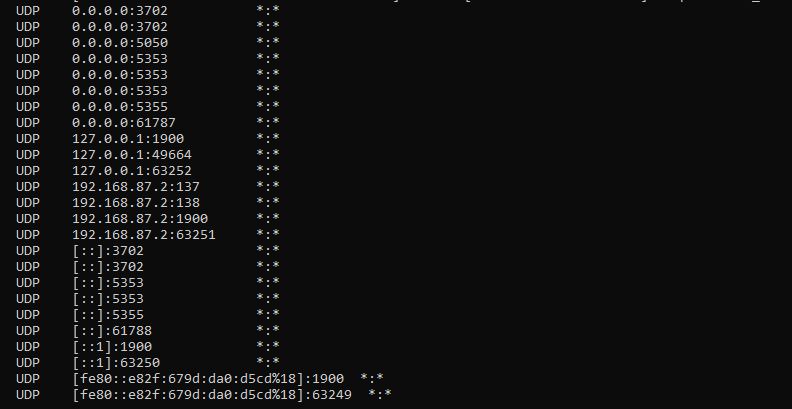 UDP    0.0.0.0:3702           *:*
UDP    0.0.0.0:3702           *:*
UDP    0.0.0.0:5050           *:*
UDP    0.0.0.0:5353           *:*
UDP    0.0.0.0:5353           *:*
UDP    0.0.0.0:5353           *:*
UDP    0.0.0.0:5355           *:*
UDP    0.0.0.0:61787          *:*
UDP    127.0.0.1:1900         *:*
UDP    127.0.0.1:49664        *:*
UDP    127.0.0.1:63252        *:*
UDP    192.168.87.2:137       *:*
UDP    192.168.87.2:138       *:*
UDP    192.168.87.2:1900      *:*
UDP    192.168.87.2:63251     *:*
UDP    [::]:3702              *:*
UDP    [::]:3702              *:*
UDP    [::]:5353              *:*
UDP    [::]:5353              *:*
UDP    [::]:5355              *:*
UDP    [::]:61788             *:*
UDP    [::1]:1900             *:*
UDP    [::1]:63250            *:*
UDP    [fe80::e82f:679d:da0:d5cd%18]:1900  *:*
UDP    [fe80::e82f:679d:da0:d5cd%18]:63249  *:*